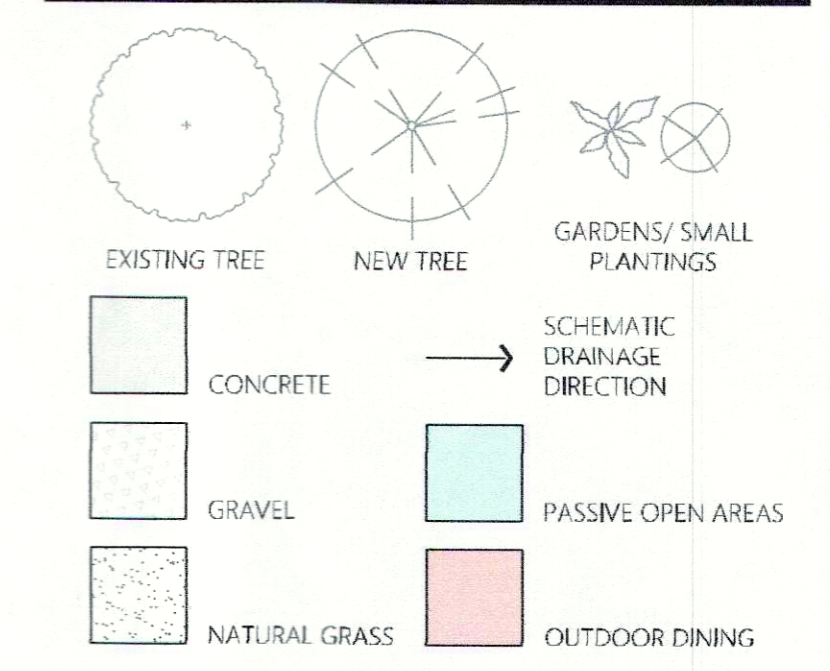 EXISTING TREE
NEW TREE
GARDENS/ SMALL
PLANTINGS
CONCRETE
SCHEMATIC
DRAINAGE
DIRECTION
GRAVEL
PASSIVE OPEN AREAS
NATURAL GRASS
OUTDOOR DINING